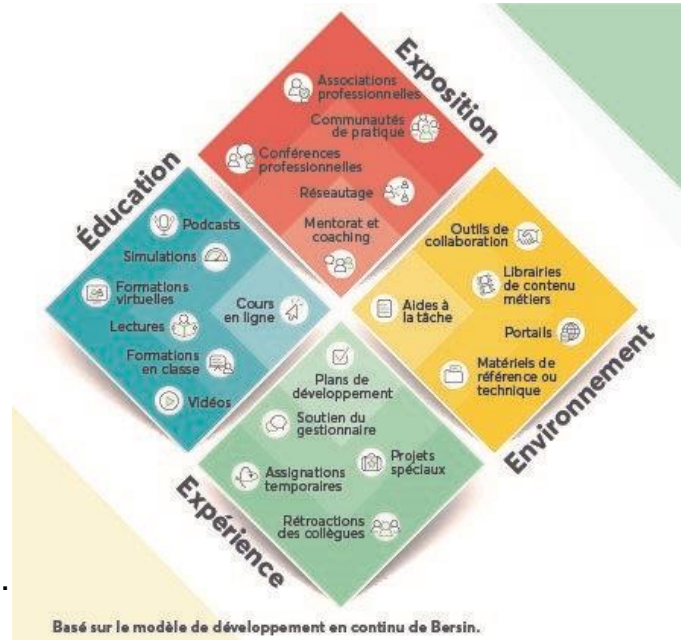 Exposition
Associations
professionnelles
Communautés
de pratique
Conférences
professionnelles
Réseautage
Mentorat et
coaching
Éducation
Podcasts
Simulations
Formations
virtuelles
Cours
en ligne
Lectures
Formations
en classe
Vidéos
Outils de
collaboration
Librairies
de contenu
métiers
Aides à
la tâche
Portails
Matériels de
référence ou
technique
Environnement
Plans de
développement
Soutien du
gestionnaire
Projets
spéciaux
Assignations
temporaires
Rétroactions
des collègues
Expérience
.
Basé sur le modèle de développement en continu de Bersin.